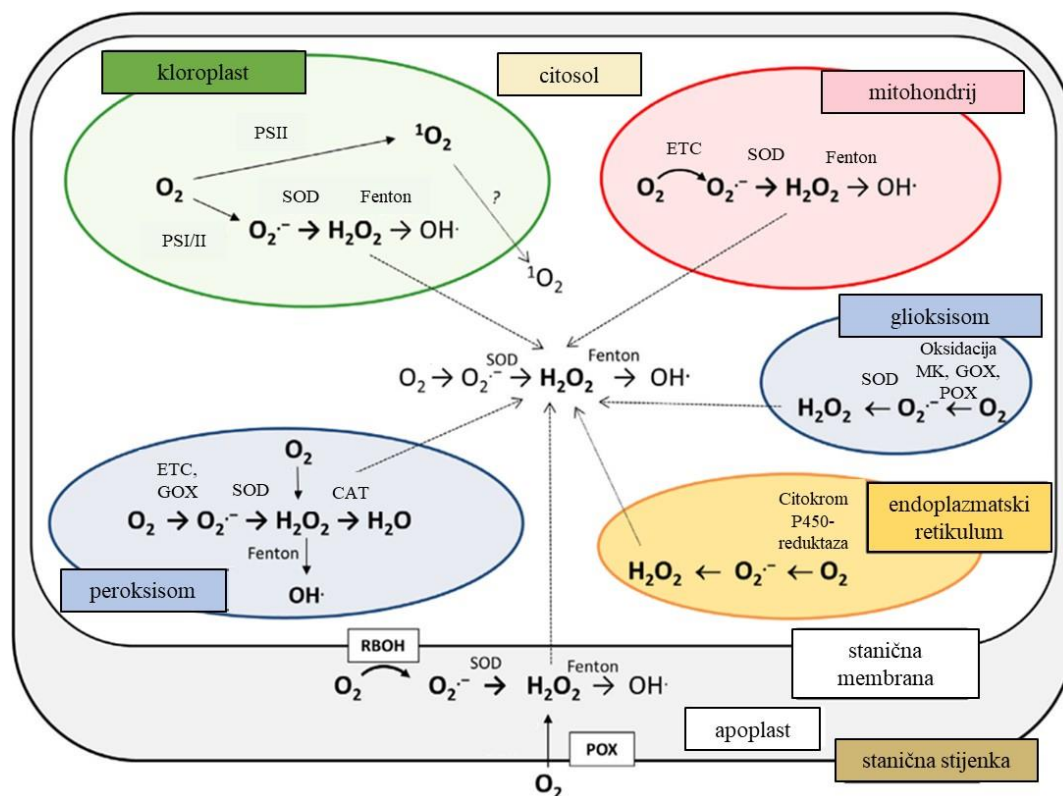 kloroplast
citosol
mitohondrij
PSII
¹O₂
O₂
SOD
Fenton
?
PSI/II
O₂·⁻ → H₂O₂ → OH·
¹O₂
ETC
SOD
Fenton
O₂
O₂·⁻ → H₂O₂ → OH·
glioksisom
Oksidacija
MK, GOX,
POX
SOD
H₂O₂ ← O₂·⁻ ← O₂
SOD
Fenton
O₂ → O₂·⁻ → H₂O₂ → OH·
O₂
ETC,
GOX
SOD
CAT
O₂ → O₂·⁻ → H₂O₂ → H₂O
Fenton
OH·
peroksisom
Citokrom
P450-
reduktaza
endoplazmatski
retikulum
H₂O₂ ← O₂·⁻ ← O₂
RBOH
SOD
Fenton
O₂
O₂·⁻ → H₂O₂ → OH·
stanična
membrana
apoplast
POX
stanična stijenka
O₂